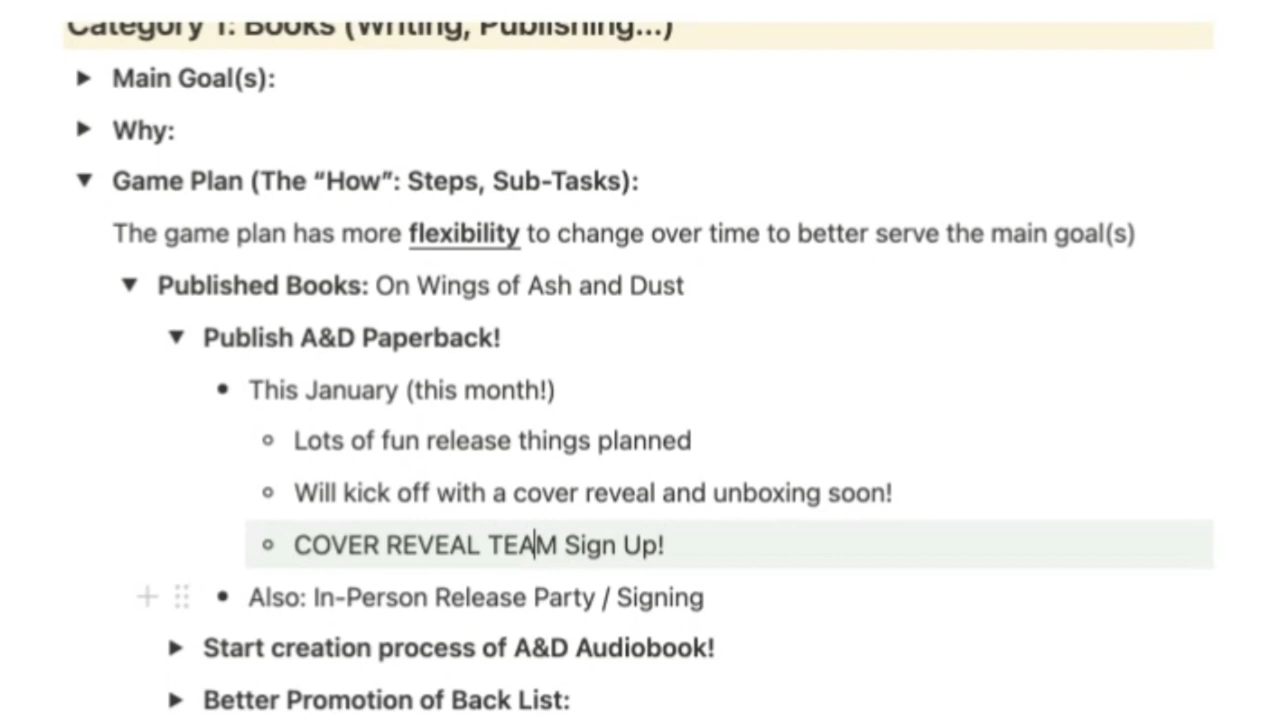 Category 1: Books (Writing, Publishing...)
Main Goal(s):
Why:
Game Plan (The “How”: Steps, Sub-Tasks):
The game plan has more flexibility to change over time to better serve the main goal(s)
Published Books: On Wings of Ash and Dust
Publish A&D Paperback!
This January (this month!)
Lots of fun release things planned
Will kick off with a cover reveal and unboxing soon!
COVER REVEAL TEAM Sign Up!
Also: In-Person Release Party / Signing
Start creation process of A&D Audiobook!
Better Promotion of Back List: